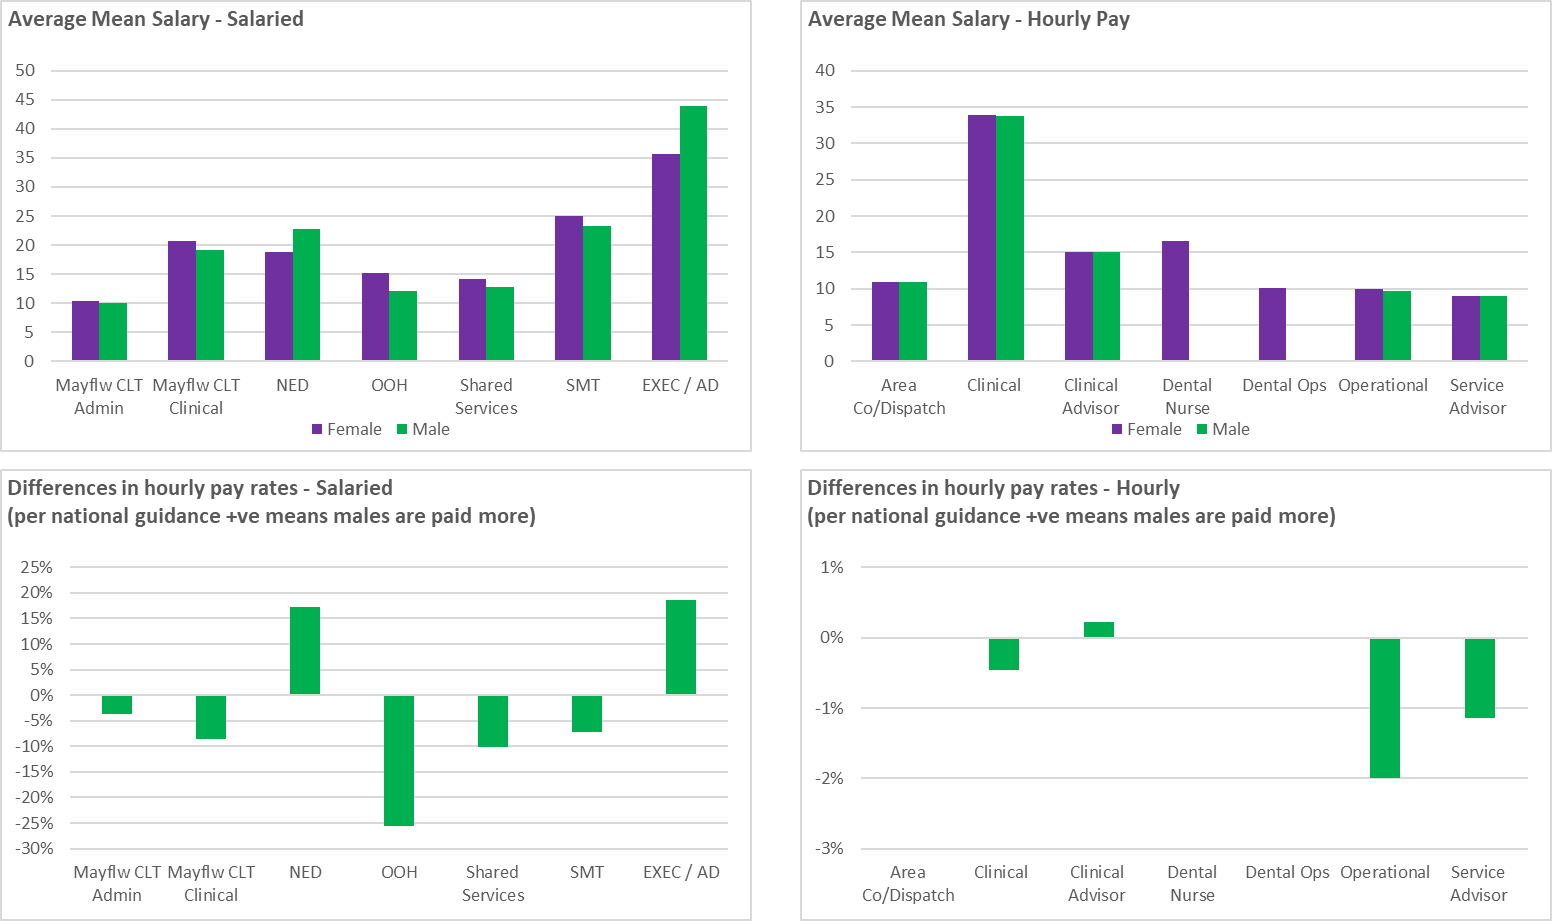 Average Mean Salary - Salaried
50
45
40
35
30
25
20
15
10
5
0
Mayflw CLT Admin
Mayflw CLT Clinical
NED
OOH
Shared Services
SMT
EXEC / AD
Female Male
Average Mean Salary - Hourly Pay
40
35
30
25
20
15
10
5
0
Area Co/Dispatch
Clinical
Clinical Advisor
Dental Nurse
Dental Ops
Operational
Service Advisor
Female Male
Differences in hourly pay rates - Salaried
(per national guidance +ve means males are paid more)
25%
20%
15%
10%
5%
0%
-5%
-10%
-15%
-20%
-25%
-30%
Mayflw CLT Admin
Mayflw CLT Clinical
NED
OOH
Shared Services
SMT
EXEC / AD
Differences in hourly pay rates - Hourly
(per national guidance +ve means males are paid more)
1%
0%
-1%
-2%
-3%
Area Co/Dispatch
Clinical
Clinical Advisor
Dental Nurse
Dental Ops
Operational
Service Advisor